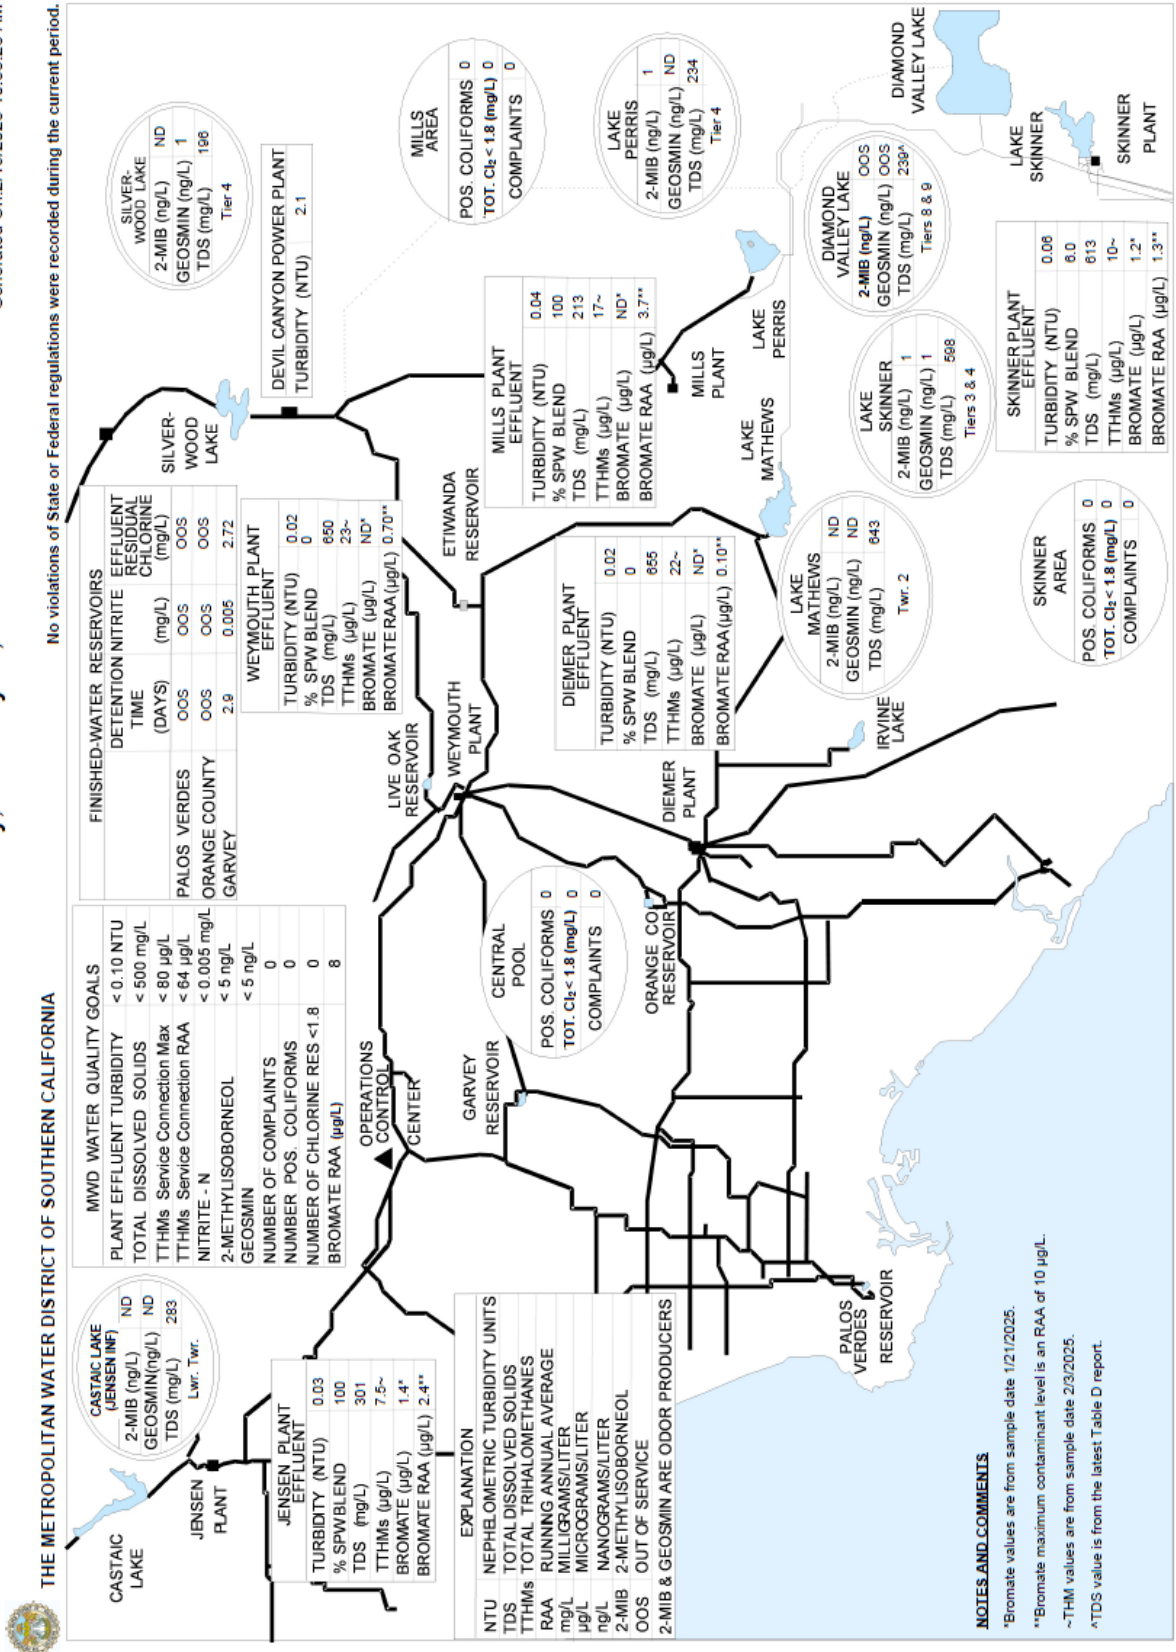 THE METROPOLITAN WATER DISTRICT OF SOUTHERN CALIFORNIA
No violations of State or Federal regulations were recorded during the current period.
CASTAIC LAKE
(JENSEN INF)
2-MIB (ng/L) ND
GEOSMIN(ng/L) ND
TDS (mg/L) 283
Lwr. Twr.
CASTAIC
LAKE
JENSEN
PLANT
MWD WATER QUALITY GOALS
PLANT EFFLUENT TURBIDITY < 0.10 NTU
TOTAL DISSOLVED SOLIDS < 500 mg/L
TTHMs Service Connection Max < 80 µg/L
TTHMs Service Connection RAA < 64 µg/L
NITRITE - N < 0.005 mg/L
2-METHYLISOBORNEOL < 5 ng/L
GEOSMIN < 5 ng/L
NUMBER OF COMPLAINTS 0
NUMBER POS. COLIFORMS 0
NUMBER OF CHLORINE RES <1.8 0
BROMATE RAA (µg/L) 8
FINISHED-WATER RESERVOIRS
DETENTION TIME (DAYS) NITRITE (mg/L) EFFLUENT RESIDUAL CHLORINE (mg/L)
PALOS VERDES OOS OOS OOS
ORANGE COUNTY OOS OOS OOS
GARVEY 2.9 0.005 2.72
SILVER-
WOOD
LAKE
SILVER-
WOOD LAKE
2-MIB (ng/L) ND
GEOSMIN (ng/L) 1
TDS (mg/L) 196
Tier 4
DEVIL CANYON POWER PLANT
TURBIDITY (NTU) 2.1
JENSEN PLANT
EFFLUENT
TURBIDITY (NTU) 0.03
% SPW BLEND 100
TDS (mg/L) 301
TTHMs (µg/L) 7.5~
BROMATE (µg/L) 1.4*
BROMATE RAA (µg/L) 2.4**
OPERATIONS
CONTROL
CENTER
LIVE OAK
RESERVOIR
WEYMOUTH PLANT
EFFLUENT
TURBIDITY (NTU) 0.02
% SPW BLEND 0
TDS (mg/L) 650
TTHMs (µg/L) 23~
BROMATE (µg/L) ND*
BROMATE RAA (µg/L) 0.70**
WEYMOUTH
PLANT
ETIWANDA
RESERVOIR
MILLS
AREA
POS. COLIFORMS 0
*TOT. Cl₂ < 1.8 (mg/L) 0
COMPLAINTS 0
MILLS PLANT
EFFLUENT
TURBIDITY (NTU) 0.04
% SPW BLEND 100
TDS (mg/L) 213
TTHMs (µg/L) 17~
BROMATE (µg/L) ND*
BROMATE RAA (µg/L) 3.7**
EXPLANATION
NTU NEPHELOMETRIC TURBIDITY UNITS
TDS TOTAL DISSOLVED SOLIDS
TTHMs TOTAL TRIHALOMETHANES
RAA RUNNING ANNUAL AVERAGE
mg/L MILLIGRAMS/LITER
µg/L MICROGRAMS/LITER
ng/L NANOGRAMS/LITER
2-MIB 2-METHYLISOBORNEOL
OOS OUT OF SERVICE
2-MIB & GEOSMIN ARE ODOR PRODUCERS
GARVEY
RESERVOIR
CENTRAL
POOL
POS. COLIFORMS 0
TOT. Cl₂ < 1.8 (mg/L) 0
COMPLAINTS 0
ORANGE CO.
RESERVOIR
DIEMER
PLANT
DIEMER PLANT
EFFLUENT
TURBIDITY (NTU) 0.02
% SPW BLEND 0
TDS (mg/L) 655
TTHMs (µg/L) 22~
BROMATE (µg/L) ND*
BROMATE RAA (µg/L) 0.10**
MILLS
PLANT
LAKE
PERRIS
LAKE
PERRIS
2-MIB (ng/L) 1
GEOSMIN (ng/L) ND
TDS (mg/L) 234
Tier 4
LAKE
MATHEWS
LAKE
MATHEWS
2-MIB (ng/L) ND
GEOSMIN (ng/L) ND
TDS (mg/L) 643
Twr. 2
IRVINE
LAKE
PALOS
VERDES
RESERVOIR
DIAMOND
VALLEY LAKE
2-MIB (ng/L) OOS
GEOSMIN (ng/L) OOS
TDS (mg/L) 239^
Tiers 8 & 9
DIAMOND
VALLEY LAKE
LAKE
SKINNER
2-MIB (ng/L) 1
GEOSMIN (ng/L) 1
TDS (mg/L) 598
Tiers 3 & 4
LAKE
SKINNER
SKINNER
PLANT
SKINNER PLANT
EFFLUENT
TURBIDITY (NTU) 0.06
% SPW BLEND 6.0
TDS (mg/L) 613
TTHMs (µg/L) 10~
BROMATE (µg/L) 1.2*
BROMATE RAA (µg/L) 1.3**
SKINNER
AREA
POS. COLIFORMS 0
*TOT. Cl₂ < 1.8 (mg/L) 0
COMPLAINTS 0
NOTES AND COMMENTS
*Bromate values are from sample date 1/21/2025.
**Bromate maximum contaminant level is an RAA of 10 µg/L.
~THM values are from sample date 2/3/2025.
^TDS value is from the latest Table D report.